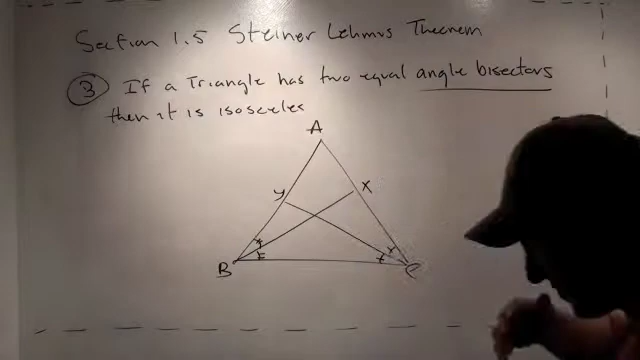 Section 1.5 Steiner Lehmus Theorem
3 If a Triangle has two equal angle bisectors
then it is isosceles
A
y x
B C